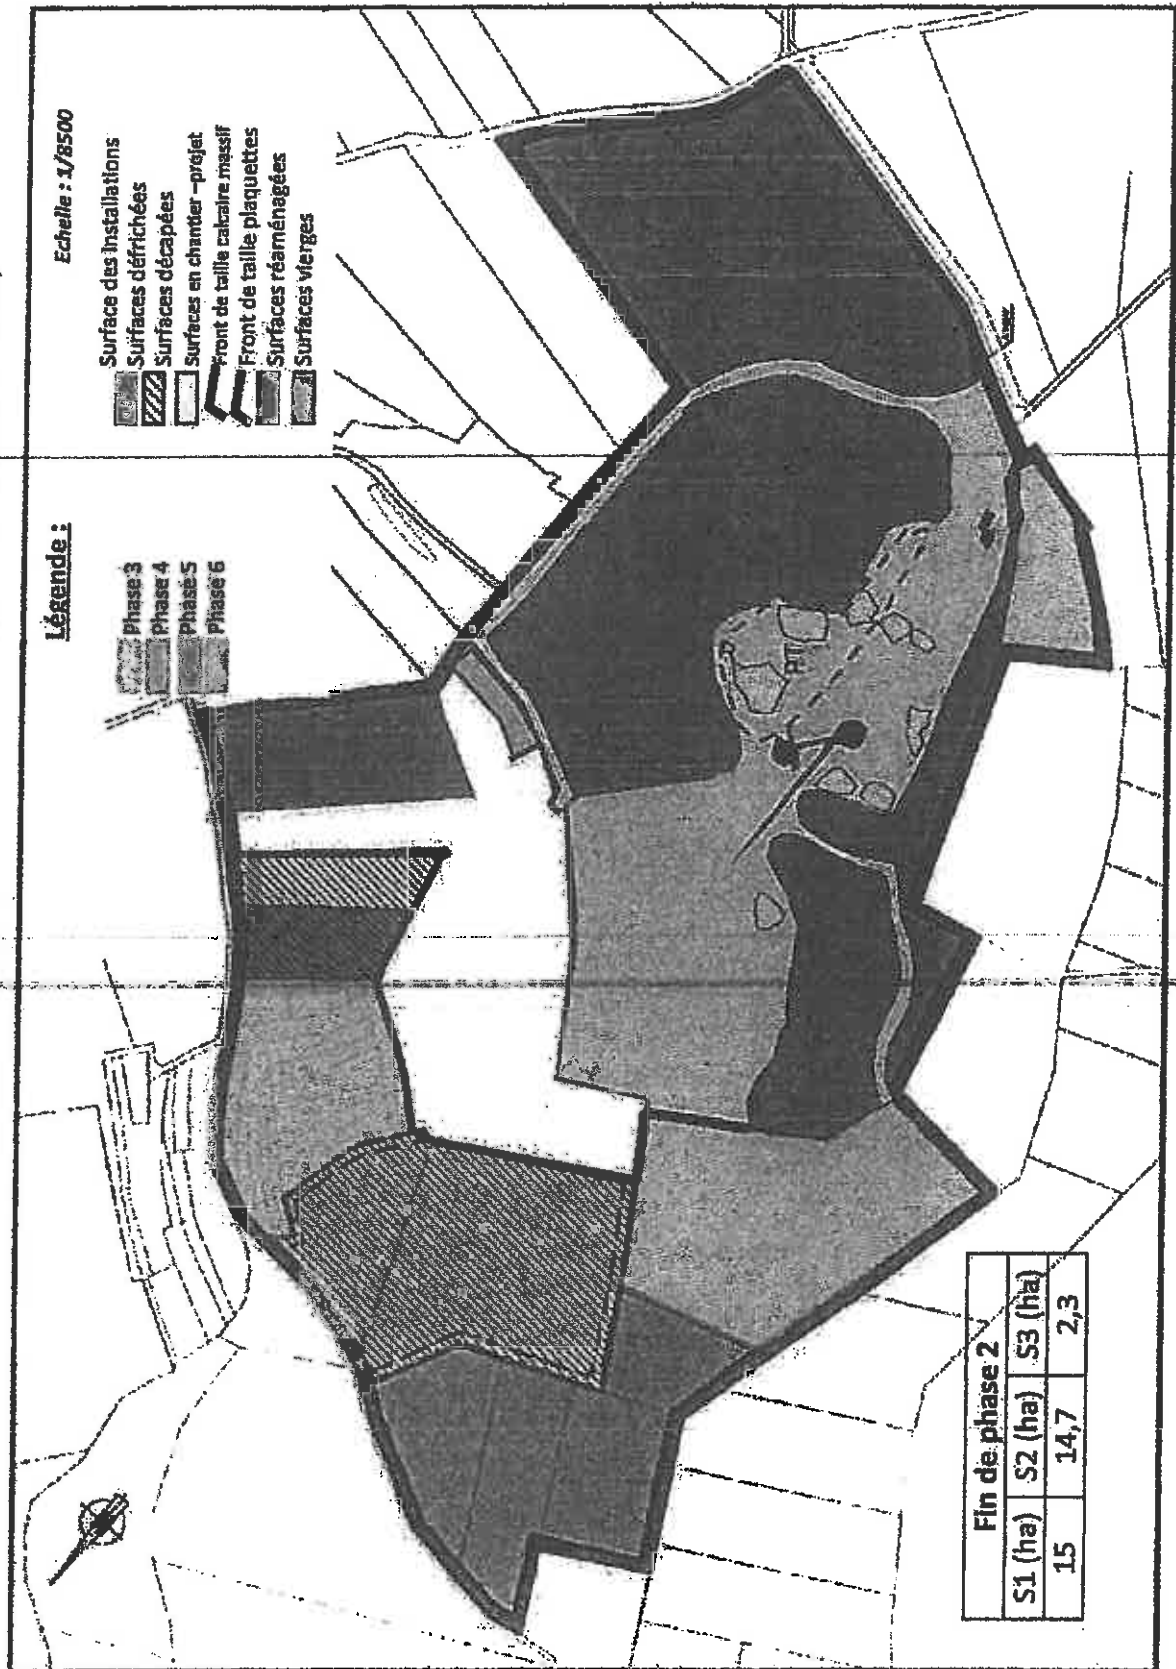 Echelle : 1/8500
Légende :
Phase 3
Phase 4
Phase 5
Phase 6
Surface des Installations
Surfaces défrichées
Surfaces décapées
Surfaces en chantier –projet
Front de taille calcaire massif
Front de taille plaquettes
Surfaces réaménagées
Surfaces vierges
Fin de phase 2
S1 (ha) S2 (ha) S3 (ha)
15 14,7 2,3